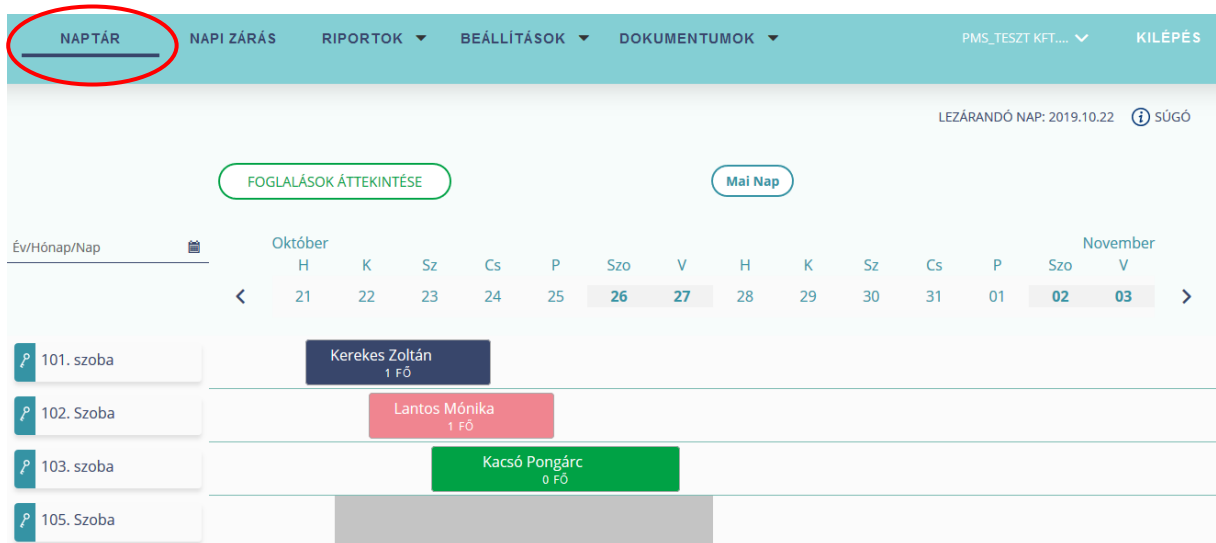 NAPTÁR NAPI ZÁRÁS RIPORTOK BEÁLLÍTÁSOK DOKUMENTUMOK PMS_TESZT KFT.... KILÉPÉS
LEZÁRANDÓ NAP: 2019.10.22 i SÚGÓ
FOGLALÁSOK ÁTTEKINTÉSE Mai Nap
Év/Hónap/Nap Október November
H K Sz Cs P Szo V H K Sz Cs P Szo V
21 22 23 24 25 26 27 28 29 30 31 01 02 03
101. szoba Kerekes Zoltán
1 FŐ
102. Szoba Lantos Mónika
1 FŐ
103. szoba Kacsó Pongárc
0 FŐ
105. Szoba